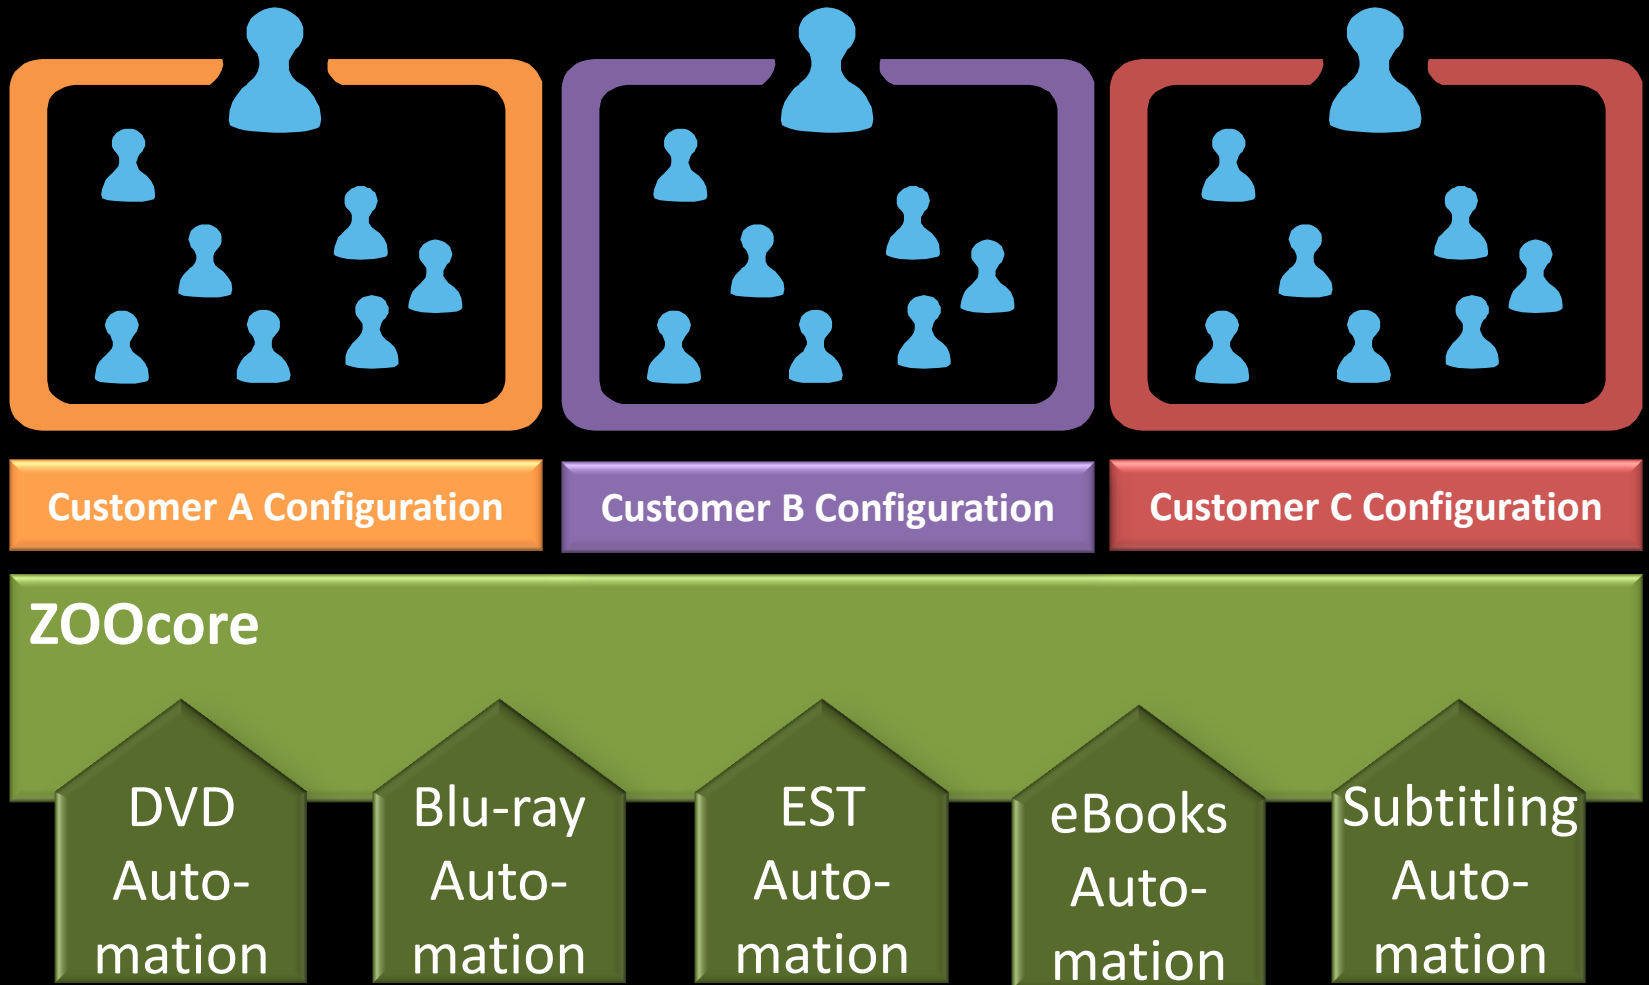 Customer A Configuration
Customer B Configuration
Customer C Configuration
ZOOcore
DVD
Auto-
mation
Blu-ray
Auto-
mation
EST
Auto-
mation
eBooks
Auto-
mation
Subtitling
Auto-
mation